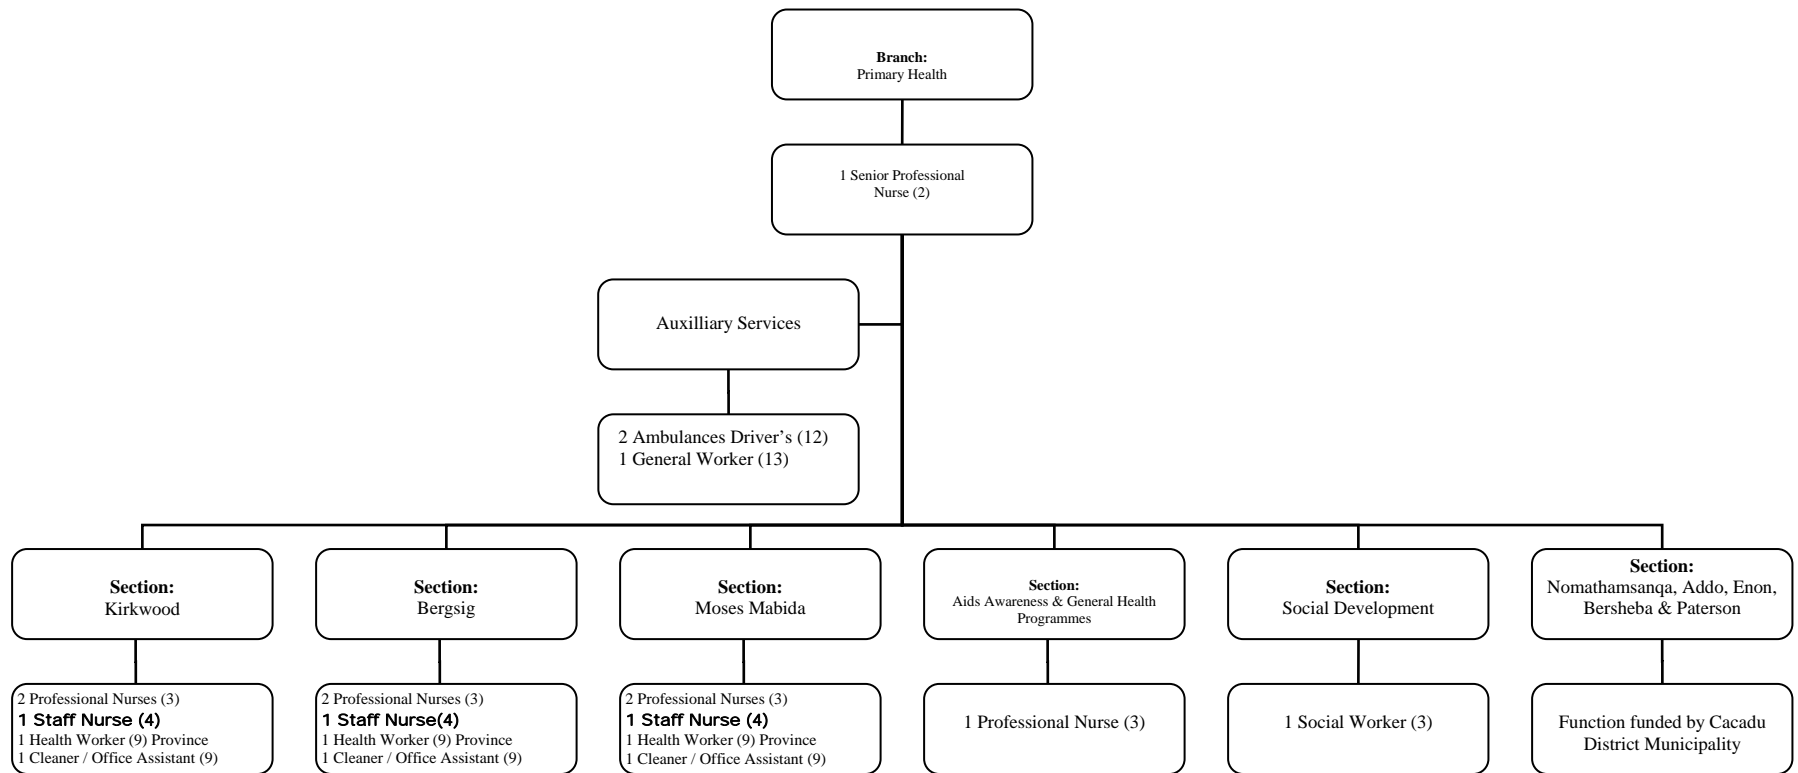 Branch:
Primary Health
1 Senior Professional
Nurse (2)
Auxilliary Services
2 Ambulances Driver’s (12)
1 General Worker (13)
Section:
Kirkwood
Section:
Bergsig
Section:
Moses Mabida
Section:
Aids Awareness & General Health
Programmes
Section:
Social Development
Section:
Nomathamsanqa, Addo, Enon,
Bersheba & Paterson
2 Professional Nurses (3)
1 Staff Nurse (4)
1 Health Worker (9) Province
1 Cleaner / Office Assistant (9)
2 Professional Nurses (3)
1 Staff Nurse(4)
1 Health Worker (9) Province
1 Cleaner / Office Assistant (9)
2 Professional Nurses (3)
1 Staff Nurse (4)
1 Health Worker (9) Province
1 Cleaner / Office Assistant (9)
1 Professional Nurse (3)
1 Social Worker (3)
Function funded by Cacadu
District Municipality